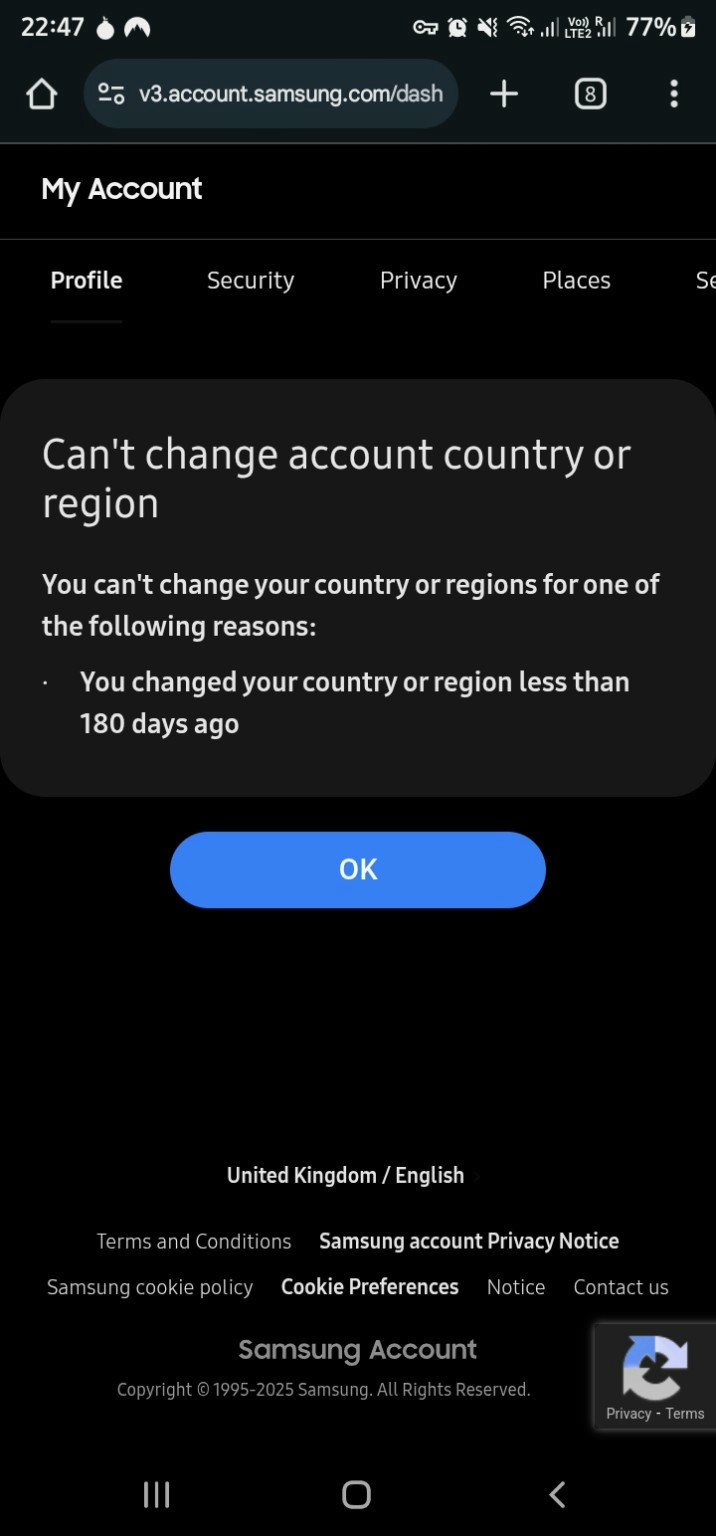 22:47 Vo)) R 77%
LTE2
v3.account.samsung.com/dash 8
My Account
Profile Security Privacy Places Se
Can't change account country or
region
You can't change your country or regions for one of
the following reasons:
· You changed your country or region less than
180 days ago
OK
United Kingdom / English
Terms and Conditions Samsung account Privacy Notice
Samsung cookie policy Cookie Preferences Notice Contact us
Samsung Account
Copyright © 1995-2025 Samsung. All Rights Reserved.
Privacy - Terms